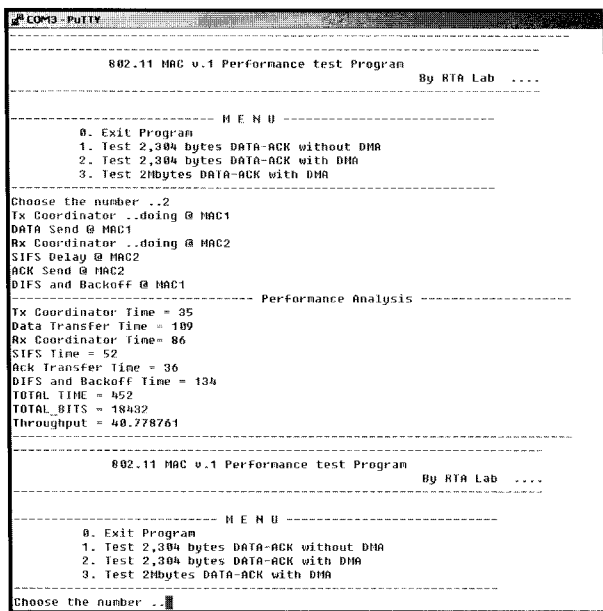 COM3 - PuTTY
802.11 MAC v.1 Performance test Program
By RTA Lab ....
M E N U
0. Exit Program
1. Test 2,304 bytes DATA-ACK without DMA
2. Test 2,304 bytes DATA-ACK with DMA
3. Test 2Mbytes DATA-ACK with DMA
Choose the number ..2
Tx Coordinator ..doing @ MAC1
DATA Send @ MAC1
Rx Coordinator ..doing @ MAC2
SIFS Delay @ MAC2
ACK Send @ MAC2
DIFS and Backoff @ MAC1
Performance Analysis
Tx Coordinator Time = 35
Data Transfer Time = 109
Rx Coordinator Time= 86
SIFS Time = 52
Ack Transfer Time = 36
DIFS and Backoff Time = 134
TOTAL TIME = 452
TOTAL_BITS = 18432
Throughput = 40.778761
802.11 MAC v.1 Performance test Program
By RTA Lab ....
M E N U
0. Exit Program
1. Test 2,304 bytes DATA-ACK without DMA
2. Test 2,304 bytes DATA-ACK with DMA
3. Test 2Mbytes DATA-ACK with DMA
Choose the number ..